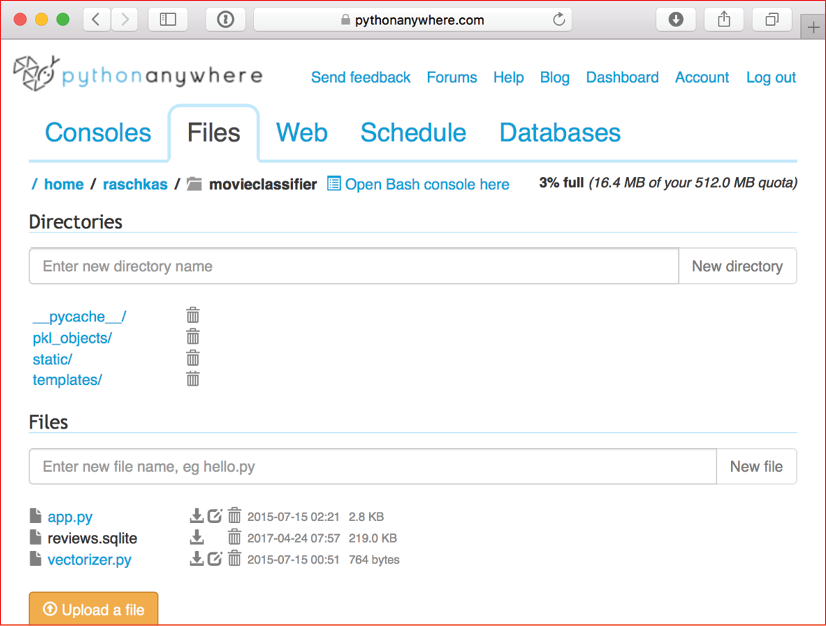 pythonanywhere.com
pythonanywhere
Send feedback Forums Help Blog Dashboard Account Log out
Consoles Files Web Schedule Databases
/ home / raschkas / movieclassifier Open Bash console here 3% full (16.4 MB of your 512.0 MB quota)
Directories
Enter new directory name New directory
__pycache__/
pkl_objects/
static/
templates/
Files
Enter new file name, eg hello.py New file
app.py 2015-07-15 02:21 2.8 KB
reviews.sqlite 2017-04-24 07:57 219.0 KB
vectorizer.py 2015-07-15 00:51 764 bytes
Upload a file